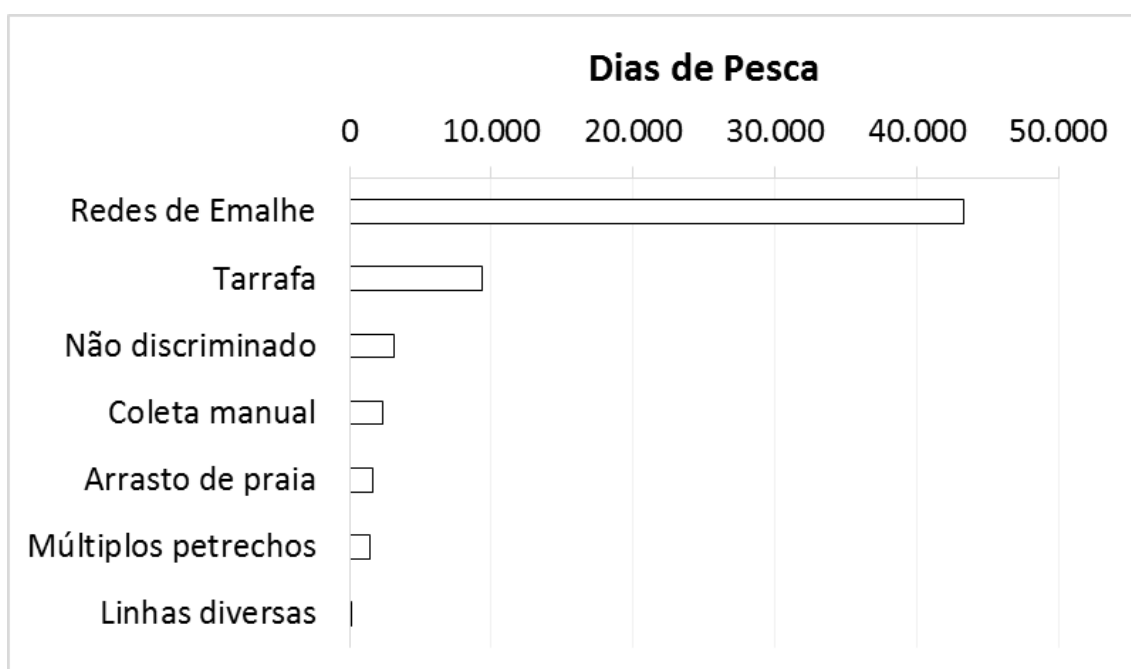 Dias de Pesca
0 10.000 20.000 30.000 40.000 50.000
Redes de Emalhe
Tarrafa
Não discriminado
Coleta manual
Arrasto de praia
Múltiplos petrechos
Linhas diversas